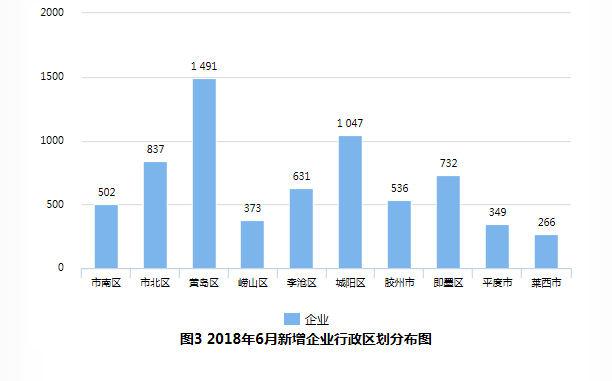 2000
1500
1000
500
0
502
837
1 491
373
631
1 047
536
732
349
266
市南区
市北区
黄岛区
崂山区
李沧区
城阳区
胶州市
即墨区
平度市
莱西市
企业
图3 2018年6月新增企业行政区划分布图